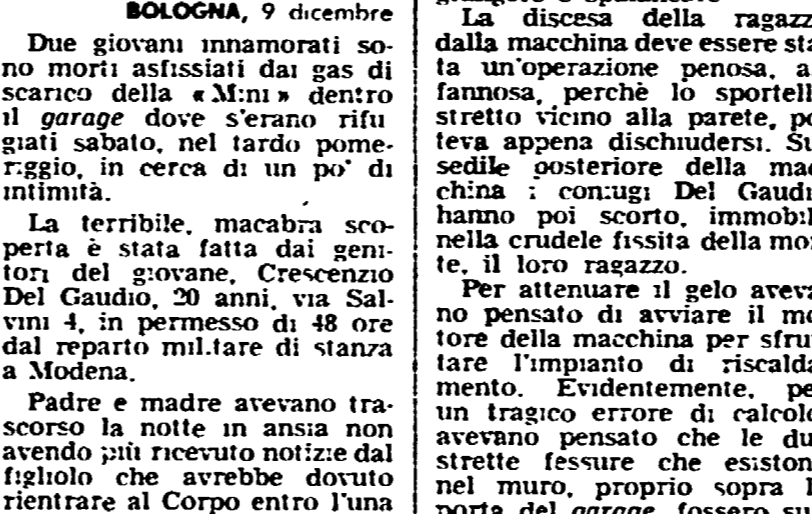 BOLOGNA, 9 dicembre
Due giovani innamorati so-
no morti asfissiati dai gas di
scarico della « Mini » dentro
il garage dove s'erano rifu
giati sabato, nel tardo pome-
riggio, in cerca di un po' di
intimità.
La terribile, macabra sco-
perta è stata fatta dai geni-
tori del giovane, Crescenzio
Del Gaudio, 20 anni, via Sal-
vini 4, in permesso di 48 ore
dal reparto militare di stanza
a Modena.
Padre e madre avevano tra-
scorso la notte in ansia non
avendo più ricevuto notizie dal
figliolo che avrebbe dovuto
rientrare al Corpo entro l'una
La discesa della ragazz
dalla macchina deve essere sta
ta un'operazione penosa, a
fannosa, perchè lo sportell
stretto vicino alla parete, po
teva appena dischiudersi. Su
sedile posteriore della mac
china i coniugi Del Gaudi
hanno poi scorto, immobil
nella crudele fissita della mor
te, il loro ragazzo.
Per attenuare il gelo aveva
no pensato di avviare il mo
tore della macchina per sfrut
tare l'impianto di riscalda
mento. Evidentemente, pe
un tragico errore di calcolo
avevano pensato che le du
strette fessure che esiston
nel muro, proprio sopra l
porta del garage, fossero su